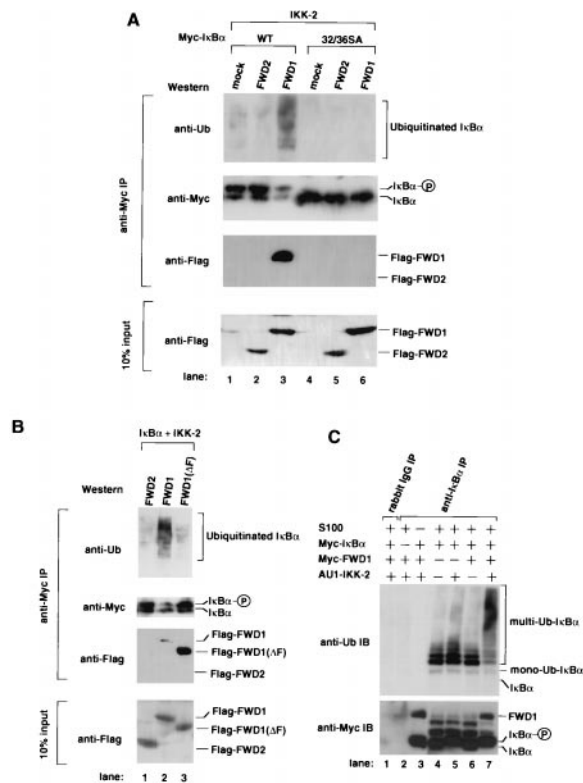 A
IKK-2
Myc-IκBα
WT
32/36SA
Western
mock
FWD2
FWD1
mock
FWD2
FWD1
anti-Myc IP
anti-Ub
Ubiquitinated IκBα
anti-Myc
IκBα-P
IκBα
anti-Flag
Flag-FWD1
Flag-FWD2
10% input
anti-Flag
Flag-FWD1
Flag-FWD2
lane: 1 2 3 4 5 6
B
IκBα + IKK-2
Western
FWD2
FWD1
FWD1(ΔF)
anti-Myc IP
anti-Ub
Ubiquitinated IκBα
anti-Myc
IκBα-P
IκBα
anti-Flag
Flag-FWD1
Flag-FWD1(ΔF)
Flag-FWD2
10% input
anti-Flag
Flag-FWD1
Flag-FWD1(ΔF)
Flag-FWD2
lane: 1 2 3
C
rabbit IgG IP
anti-IκBα IP
S100 + + − + + + +
Myc-IκBα + − + + + + +
Myc-FWD1 + + + − − + +
AU1-IKK-2 + + + − + − +
anti-Ub IB
multi-Ub-IκBα
mono-Ub-IκBα
IκBα
anti-Myc IB
FWD1
IκBα-P
IκBα
lane: 1 2 3 4 5 6 7